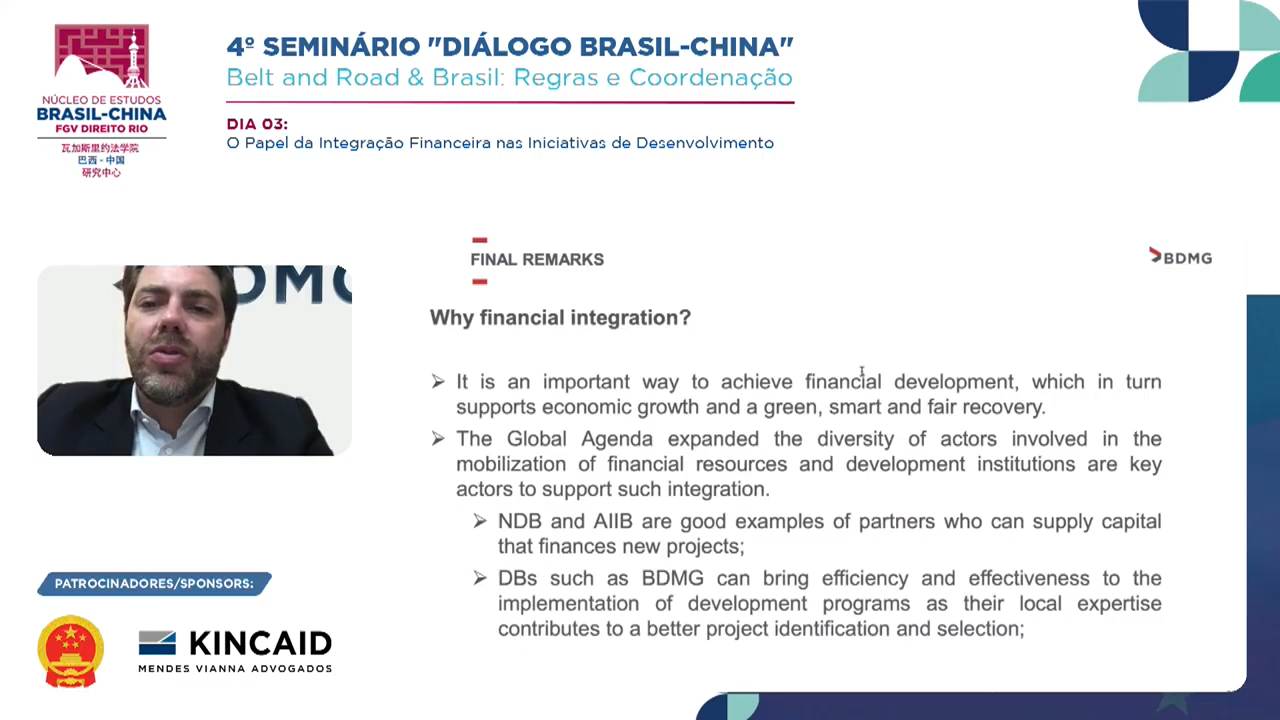 4º SEMINÁRIO "DIÁLOGO BRASIL-CHINA"
Belt and Road & Brasil: Regras e Coordenação
DIA 03:
O Papel da Integração Financeira nas Iniciativas de Desenvolvimento
NÚCLEO DE ESTUDOS
BRASIL-CHINA
FGV DIREITO RIO
瓦加斯里约法学院
巴西 - 中国
研究中心
FINAL REMARKS
BDMG
DMG
Why financial integration?
It is an important way to achieve financial development, which in turn
supports economic growth and a green, smart and fair recovery.
The Global Agenda expanded the diversity of actors involved in the
mobilization of financial resources and development institutions are key
actors to support such integration.
NDB and AIIB are good examples of partners who can supply capital
that finances new projects;
DBs such as BDMG can bring efficiency and effectiveness to the
implementation of development programs as their local expertise
contributes to a better project identification and selection;
PATROCINADORES/SPONSORS:
KINCAID
MENDES VIANNA ADVOGADOS